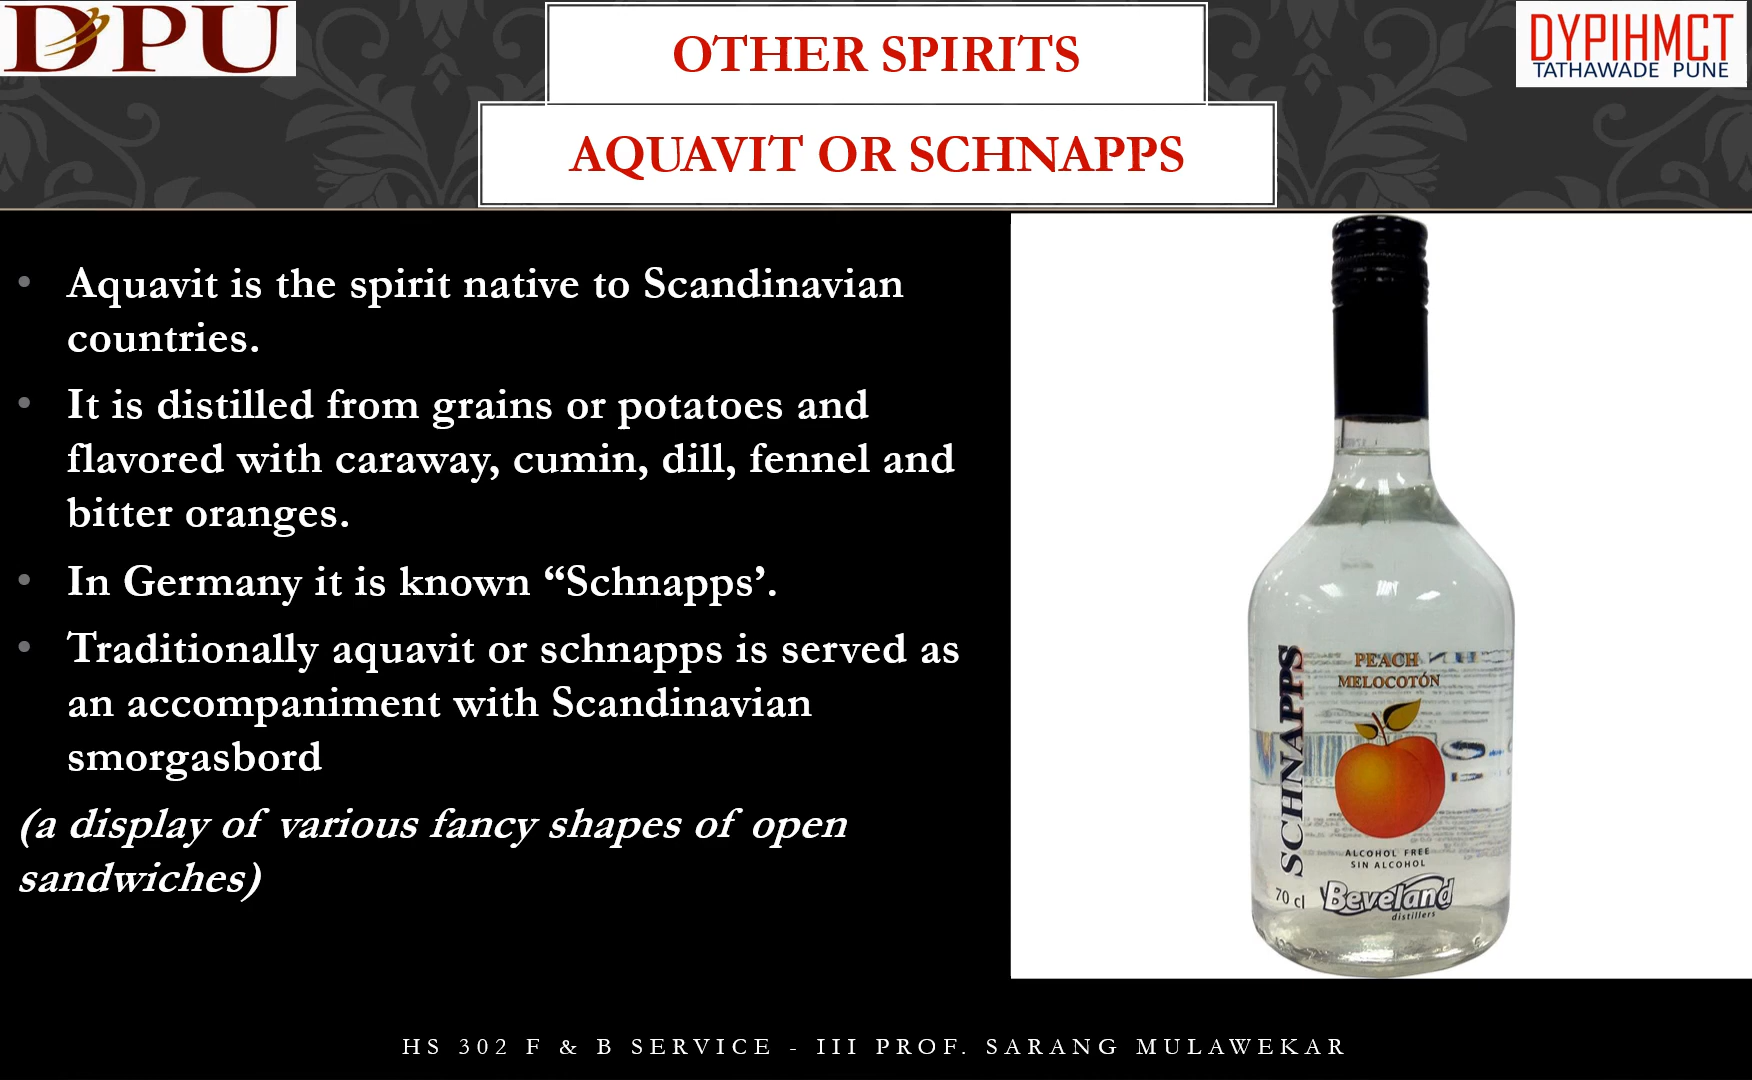 DPU
OTHER SPIRITS
DYPIHMCT
TATHAWADE PUNE
AQUAVIT OR SCHNAPPS
• Aquavit is the spirit native to Scandinavian
countries.
• It is distilled from grains or potatoes and
flavored with caraway, cumin, dill, fennel and
bitter oranges.
• In Germany it is known “Schnapps’.
• Traditionally aquavit or schnapps is served as
an accompaniment with Scandinavian
smorgasbord
(a display of various fancy shapes of open
sandwiches)
SCHNAPPS
PEACH
MELOCOTÓN
ALCOHOL FREE
SIN ALCOHOL
70 cl
Beveland
distillers
HS 302 F & B SERVICE - III PROF. SARANG MULAWEKAR